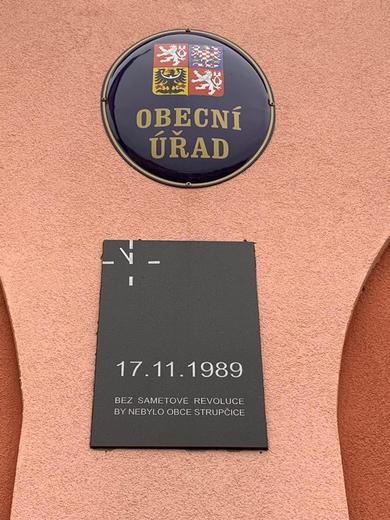 OBECNÍ
ÚŘAD
17.11.1989
BEZ SAMETOVÉ REVOLUCE
BY NEBYLO OBCE STRUPČICE